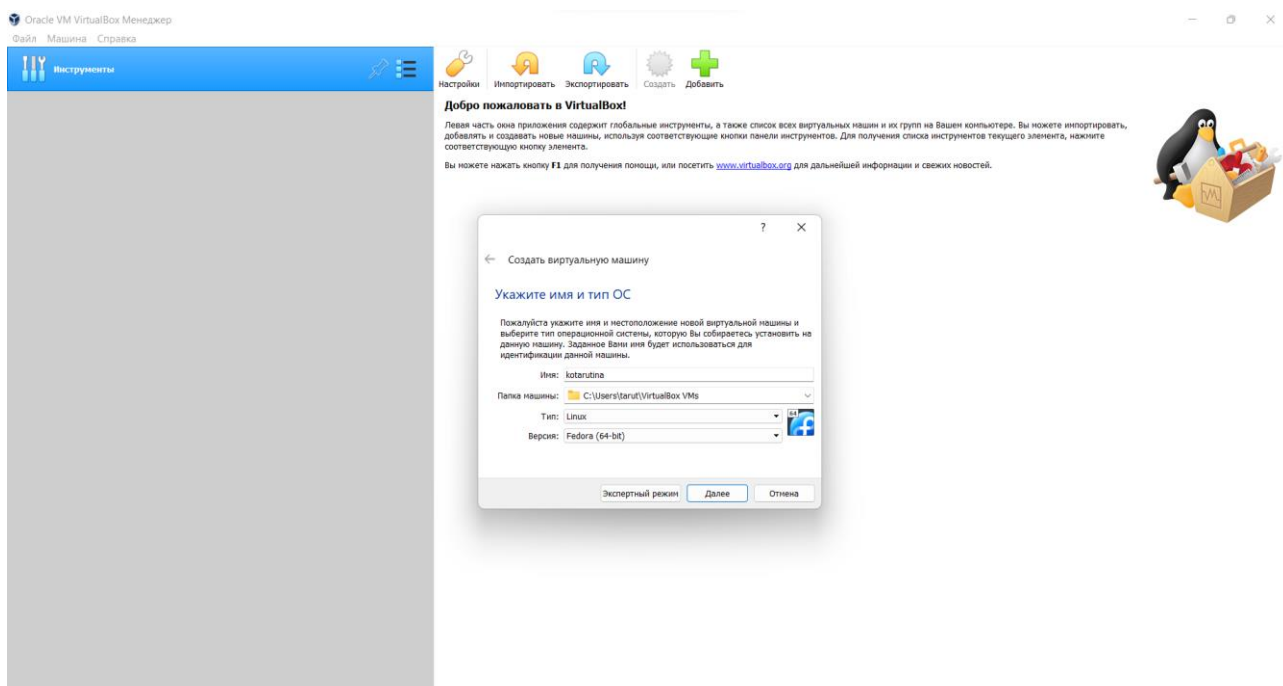 Oracle VM VirtualBox Менеджер
Файл Машина Справка
Инструменты
Настройки Импортировать Экспортировать Создать Добавить
Добро пожаловать в VirtualBox!
Левая часть окна приложения содержит глобальные инструменты, а также список всех виртуальных машин и их групп на Вашем компьютере. Вы можете импортировать,
добавлять и создавать новые машины, используя соответствующие кнопки панели инструментов. Для получения списка инструментов текущего элемента, нажмите
соответствующую кнопку элемента.
Вы можете нажать кнопку F1 для получения помощи, или посетить www.virtualbox.org для дальнейшей информации и свежих новостей.
?
Создать виртуальную машину
Укажите имя и тип ОС
Пожалуйста укажите имя и местоположение новой виртуальной машины и
выберите тип операционной системы, которую Вы собираетесь установить на
данную машину. Заданное Вами имя будет использоваться для
идентификации данной машины.
Имя: kotarutina
Папка машины: C:\Users\tarut\VirtualBox VMs
Тип: Linux
64
Версия: Fedora (64-bit)
Экспертный режим Далее Отмена